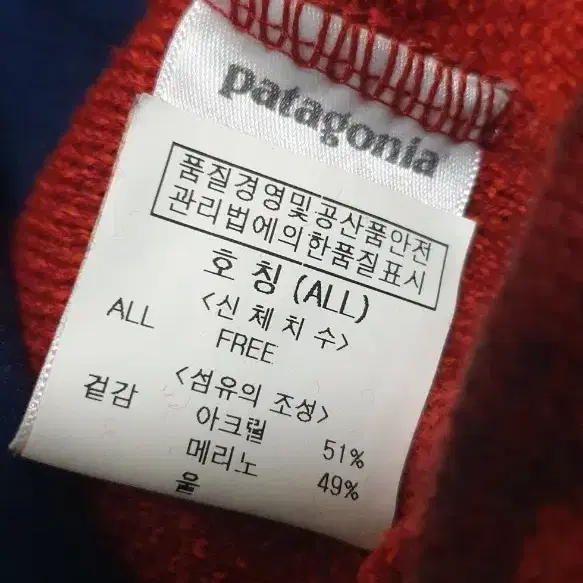 patagonia
품질경영및공산품안전
관리법에의한품질표시
호 칭 (ALL)
<신 체 치 수>
ALL FREE
<섬유의 조성>
겉감 아크릴 51%
메리노 49%
울